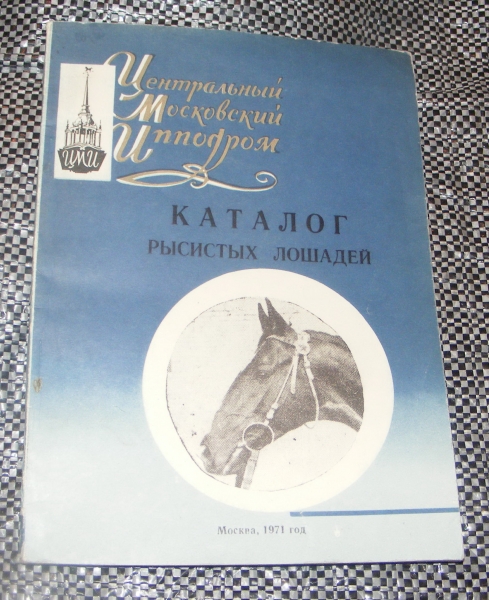 Центральный
Московский
Ипподром
ЦМИ
КАТАЛОГ
РЫСИСТЫХ ЛОШАДЕЙ
Москва, 1971 год